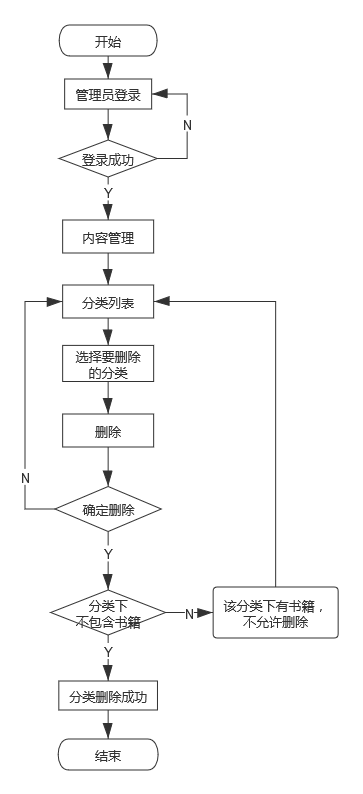 开始
管理员登录
N
登录成功
Y
内容管理
分类列表
选择要删除
的分类
删除
N
确定删除
Y
分类下
不包含书籍
N
该分类下有书籍，
不允许删除
Y
分类删除成功
结束